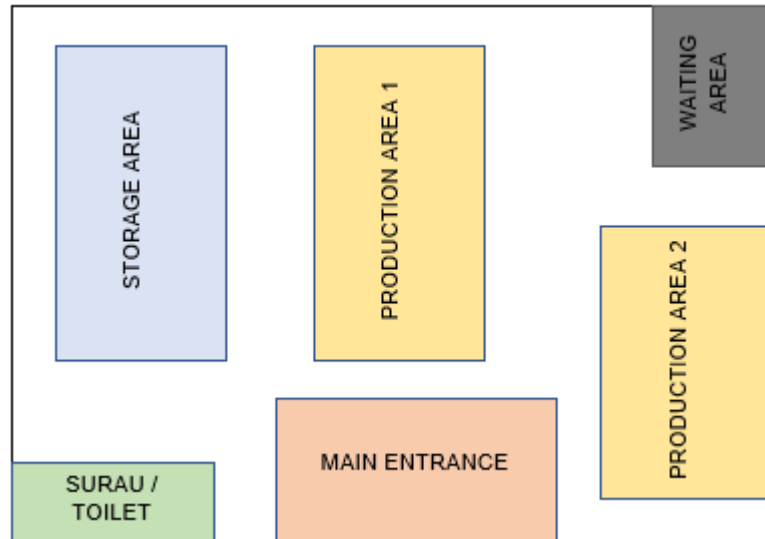 STORAGE AREA
PRODUCTION AREA 1
WAITING
AREA
PRODUCTION AREA 2
MAIN ENTRANCE
SURAU /
TOILET